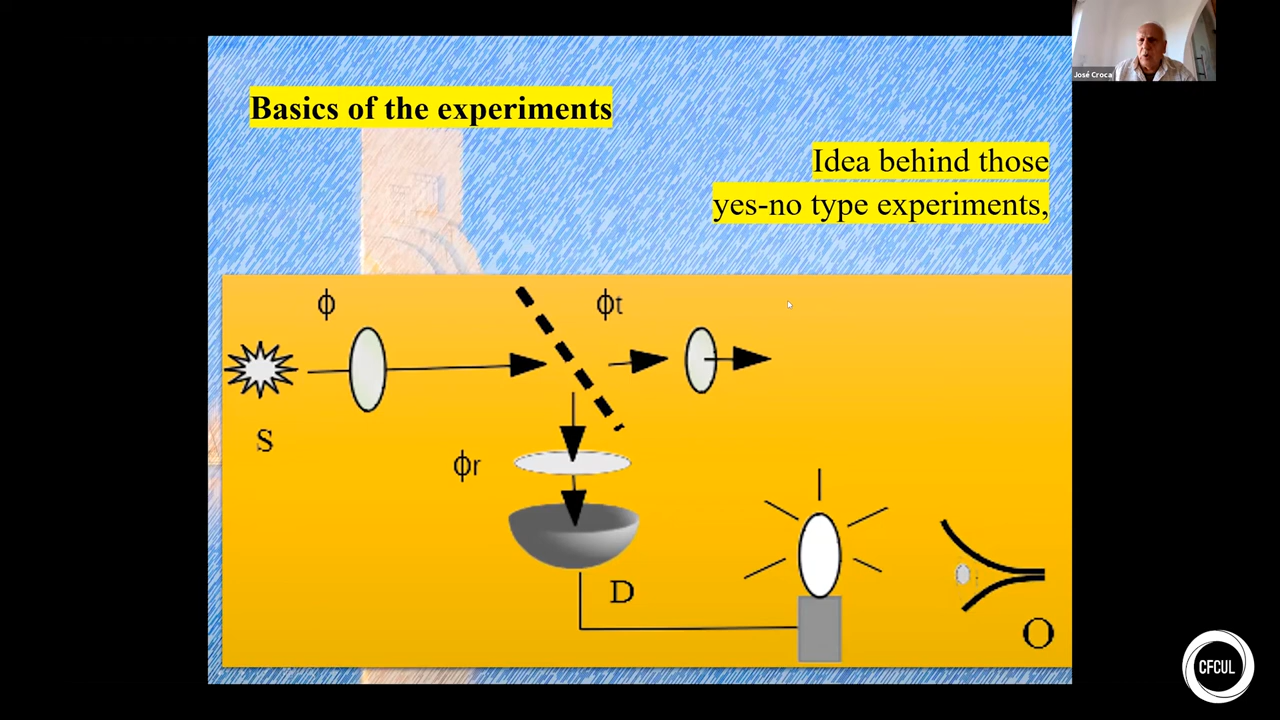 José Croca
Basics of the experiments
Idea behind those
yes-no type experiments,
ϕ
ϕt
S
ϕr
D
O
CFCUL